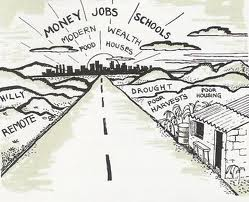 MONEY JOBS SCHOOLS
MODERN WEALTH
FOOD HOUSES
HILLY
REMOTE
DROUGHT
POOR HARVESTS
POOR HOUSING